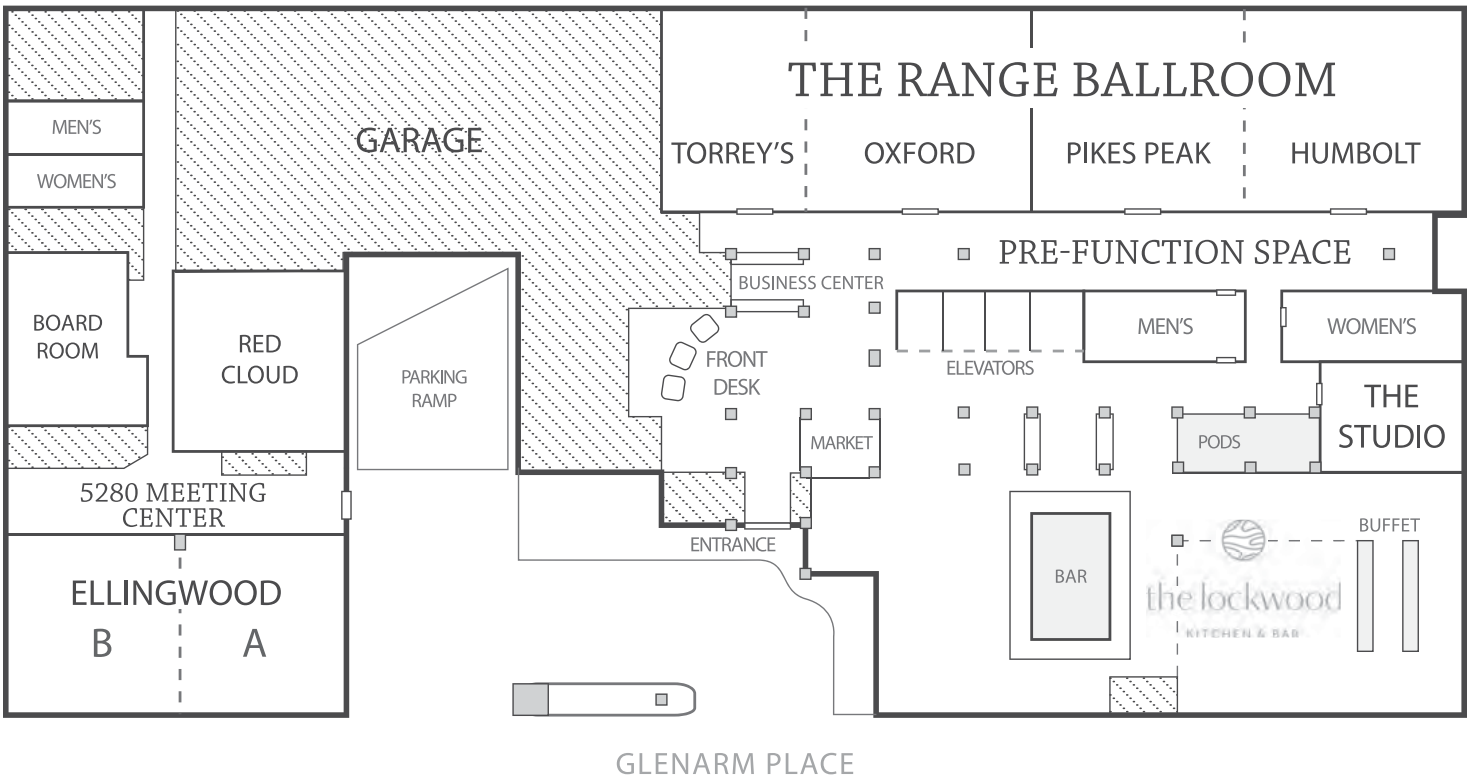 THE RANGE BALLROOM
MEN'S
GARAGE
TORREY'S
OXFORD
PIKES PEAK
HUMBOLT
WOMEN'S
PRE-FUNCTION SPACE
BUSINESS CENTER
BOARD
ROOM
RED
CLOUD
PARKING
RAMP
FRONT
DESK
ELEVATORS
MEN'S
WOMEN'S
THE
STUDIO
MARKET
PODS
5280 MEETING
CENTER
ENTRANCE
BUFFET
ELLINGWOOD
B
A
BAR
the lockwood
KITCHEN & BAR
GLENARM PLACE